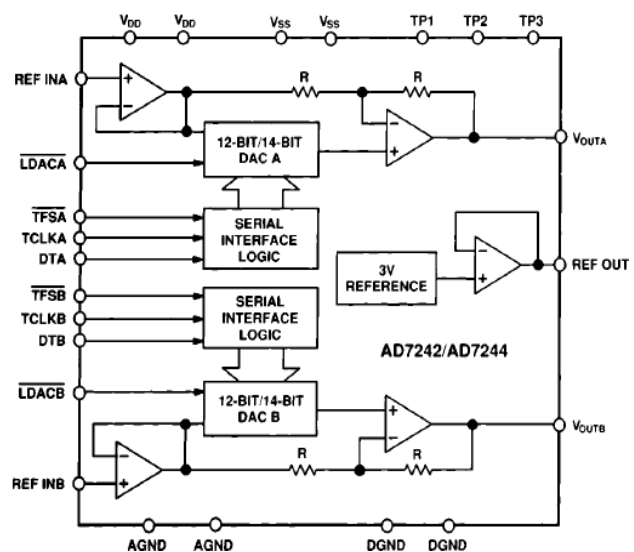 VDD VDD VSS VSS TP1 TP2 TP3
REF INA
R R
12-BIT/14-BIT
DAC A
VOUTA
LDACA
TFSA
TCLKA
DTA
SERIAL
INTERFACE
LOGIC
3V
REFERENCE
REF OUT
TFSB
TCLKB
DTB
SERIAL
INTERFACE
LOGIC
AD7242/AD7244
LDACB
12-BIT/14-BIT
DAC B
VOUTB
R R
REF INB
AGND AGND DGND DGND